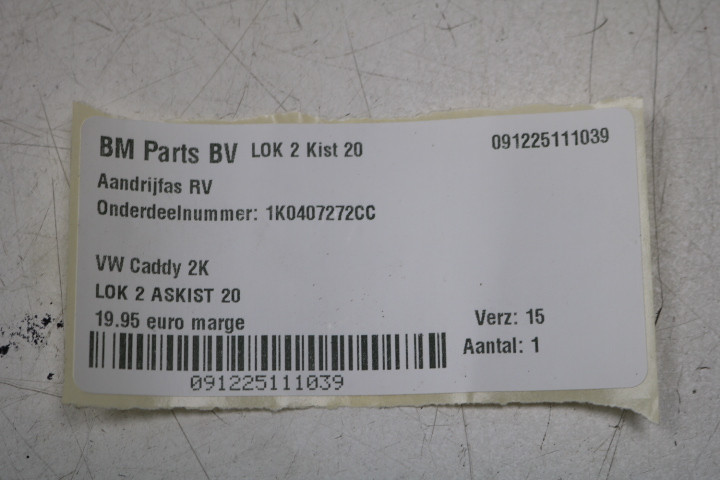 BM Parts BV LOK 2 Kist 20 091225111039
Aandrijfas RV
Onderdeelnummer: 1K0407272CC
VW Caddy 2K
LOK 2 ASKIST 20
19.95 euro marge Verz: 15
Aantal: 1
091225111039